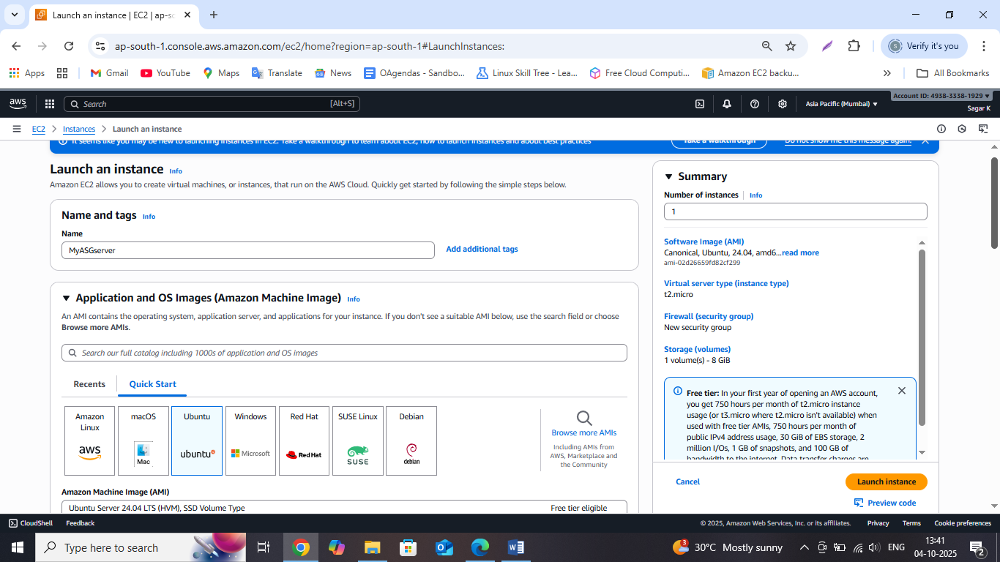 Launch an instance | EC2 | ap-so
ap-south-1.console.aws.amazon.com/ec2/home?region=ap-south-1#LaunchInstances:
S
Verify it's you
Apps
Gmail
YouTube
Maps
Translate
News
OAgendas - Sandbo...
Linux Skill Tree - Lea...
Free Cloud Computi...
Amazon EC2 backu...
All Bookmarks
aws
Search
[Alt+S]
Asia Pacific (Mumbai)
Account ID: 4938-3338-1929
Sagar K
EC2
Instances
Launch an instance
It seems like you may be new to launching instances in EC2. Take a walkthrough to learn about EC2, how to launch instances and about best practices
Take a walkthrough
Do not show me this message again.
Launch an instance Info
Amazon EC2 allows you to create virtual machines, or instances, that run on the AWS Cloud. Quickly get started by following the simple steps below.
Name and tags Info
Name
MyASGserver
Add additional tags
Application and OS Images (Amazon Machine Image) Info
An AMI contains the operating system, application server, and applications for your instance. If you don't see a suitable AMI below, use the search field or choose
Browse more AMIs.
Search our full catalog including 1000s of application and OS images
Recents
Quick Start
Amazon
Linux
aws
macOS
Mac
Ubuntu
ubuntu
Windows
Microsoft
Red Hat
Red Hat
SUSE Linux
SUSE
Debian
debian
Browse more AMIs
Including AMIs from
AWS, Marketplace and
the Community
Amazon Machine Image (AMI)
Ubuntu Server 24.04 LTS (HVM), SSD Volume Type
Free tier eligible
Summary
Number of instances Info
1
Software Image (AMI)
Canonical, Ubuntu, 24.04, amd6...read more
ami-02d26659fd82cf299
Virtual server type (instance type)
t2.micro
Firewall (security group)
New security group
Storage (volumes)
1 volume(s) - 8 GiB
Free tier: In your first year of opening an AWS account,
you get 750 hours per month of t2.micro instance
usage (or t3.micro where t2.micro isn't available) when
used with free tier AMIs, 750 hours per month of
public IPv4 address usage, 30 GiB of EBS storage, 2
million I/Os, 1 GB of snapshots, and 100 GB of
bandwidth to the internet. Data transfer charges are
Cancel
Launch instance
Preview code
CloudShell
Feedback
© 2025, Amazon Web Services, Inc. or its affiliates.
Privacy
Terms
Cookie preferences
Type here to search
30°C Mostly sunny
ENG
13:41
04-10-2025
2